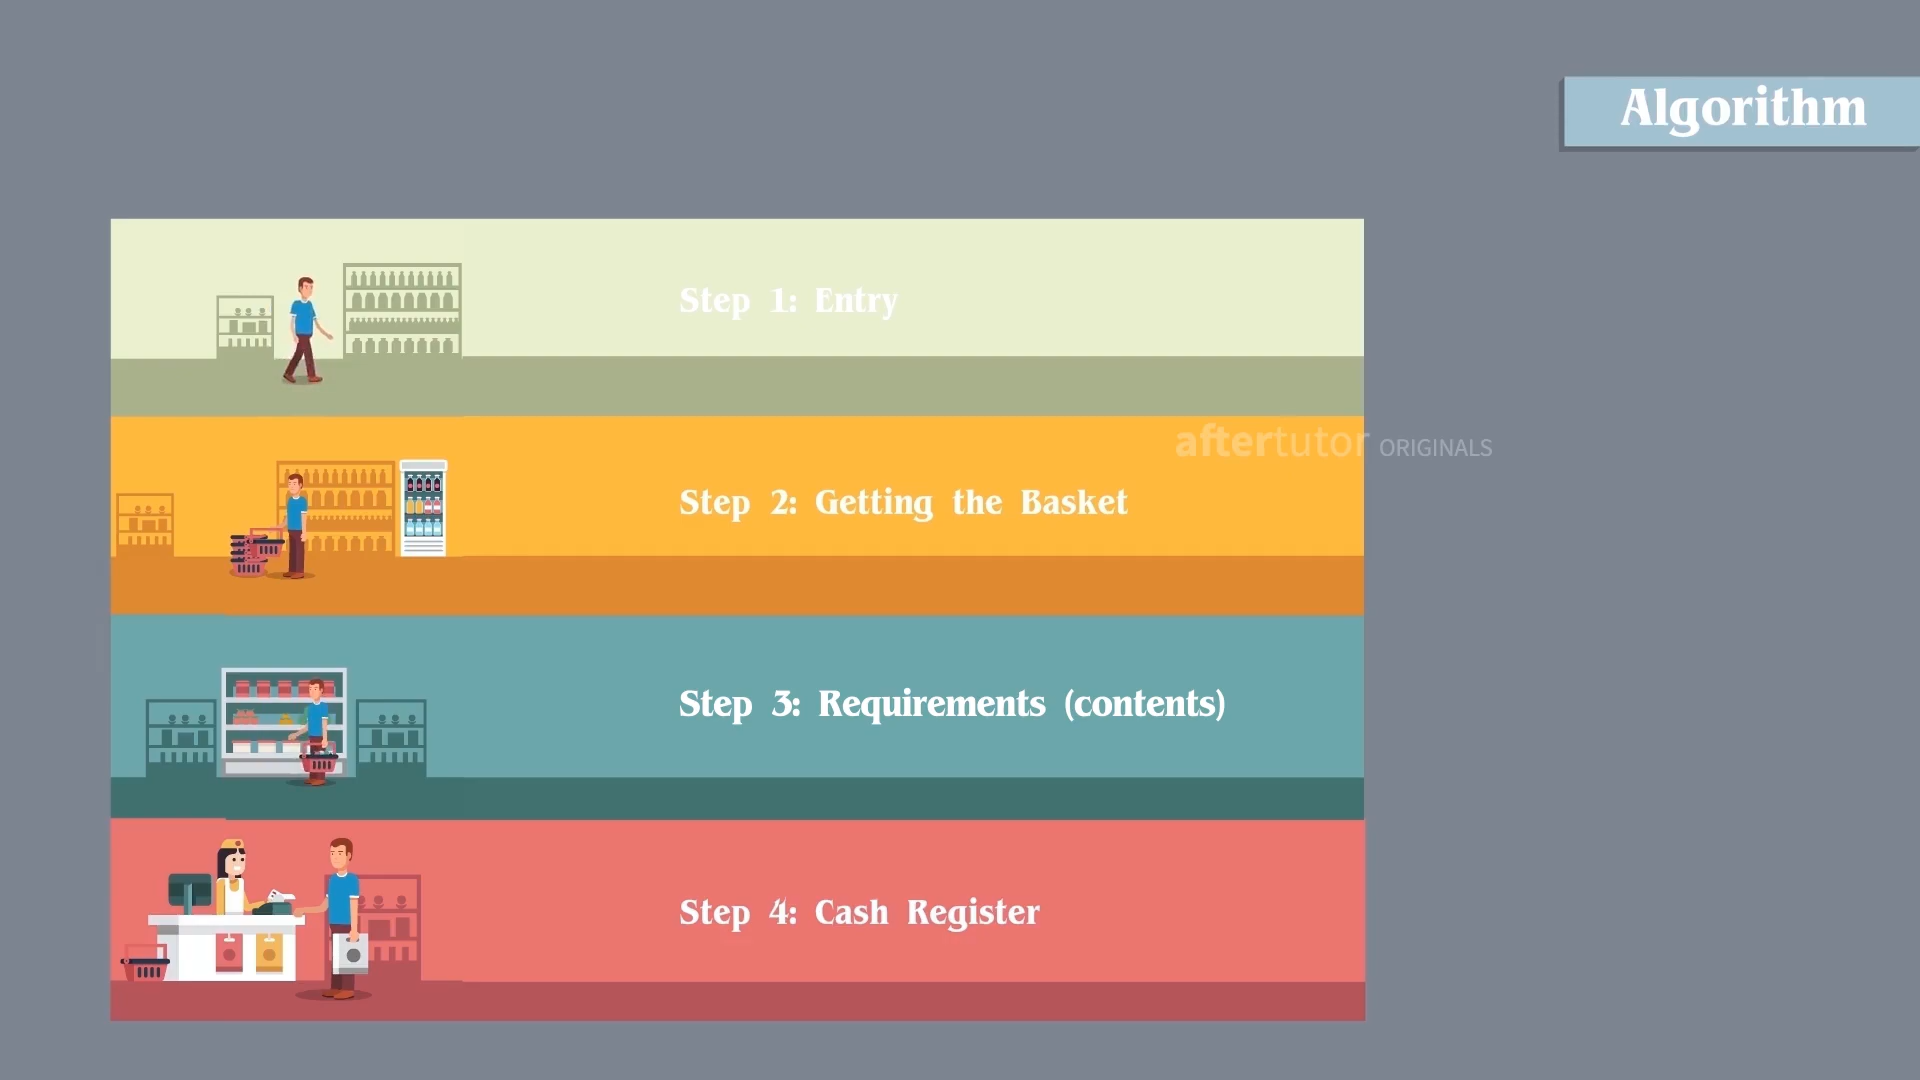 Algorithm
Step 1: Entry
aftertutor ORIGINALS
Step 2: Getting the Basket
Step 3: Requirements (contents)
Step 4: Cash Register